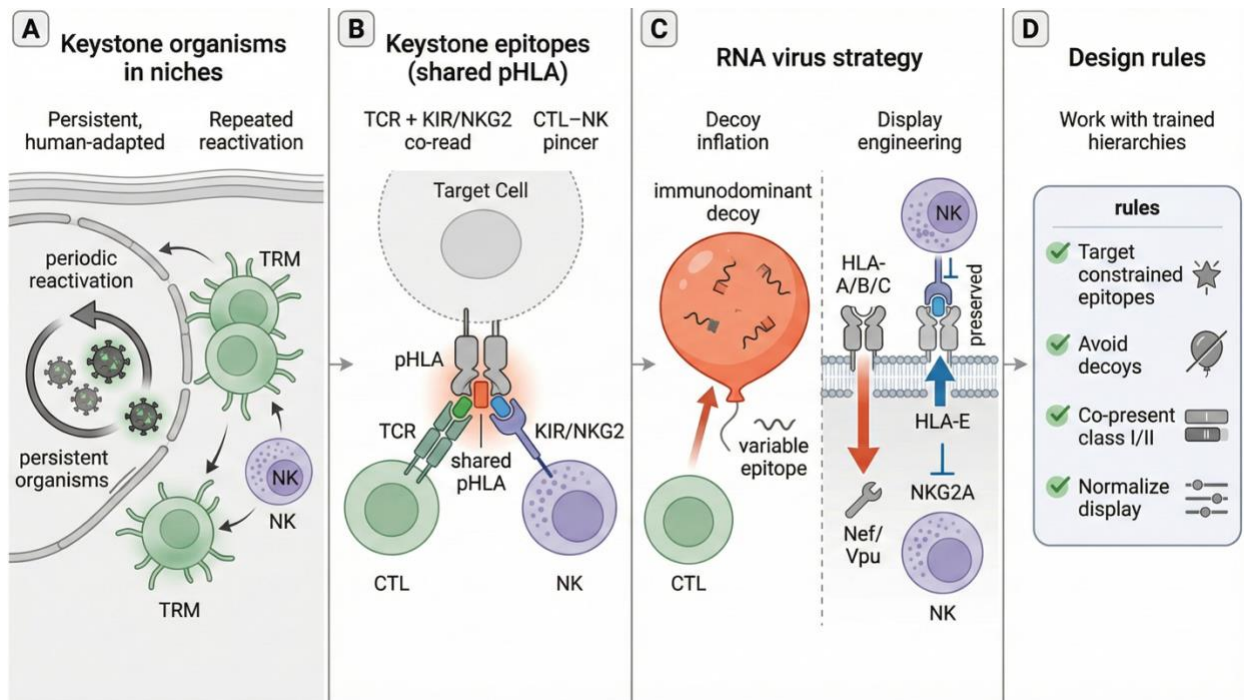 A
Keystone organisms
in niches
Persistent,
human-adapted
Repeated
reactivation
periodic
reactivation
TRM
persistent
organisms
NK
NK
TRM
B
Keystone epitopes
(shared pHLA)
TCR + KIR/NKG2
co-read
CTL–NK
pincer
Target Cell
pHLA
TCR
KIR/NKG2
shared
pHLA
CTL
NK
C
RNA virus strategy
Decoy
inflation
immunodominant
decoy
variable
epitope
CTL
Display
engineering
NK
HLA-
A/B/C
preserved
HLA-E
NKG2A
Nef/
Vpu
NK
D
Design rules
Work with trained
hierarchies
rules
Target
constrained
epitopes
Avoid
decoys
Co-present
class I/II
I
II
Normalize
display